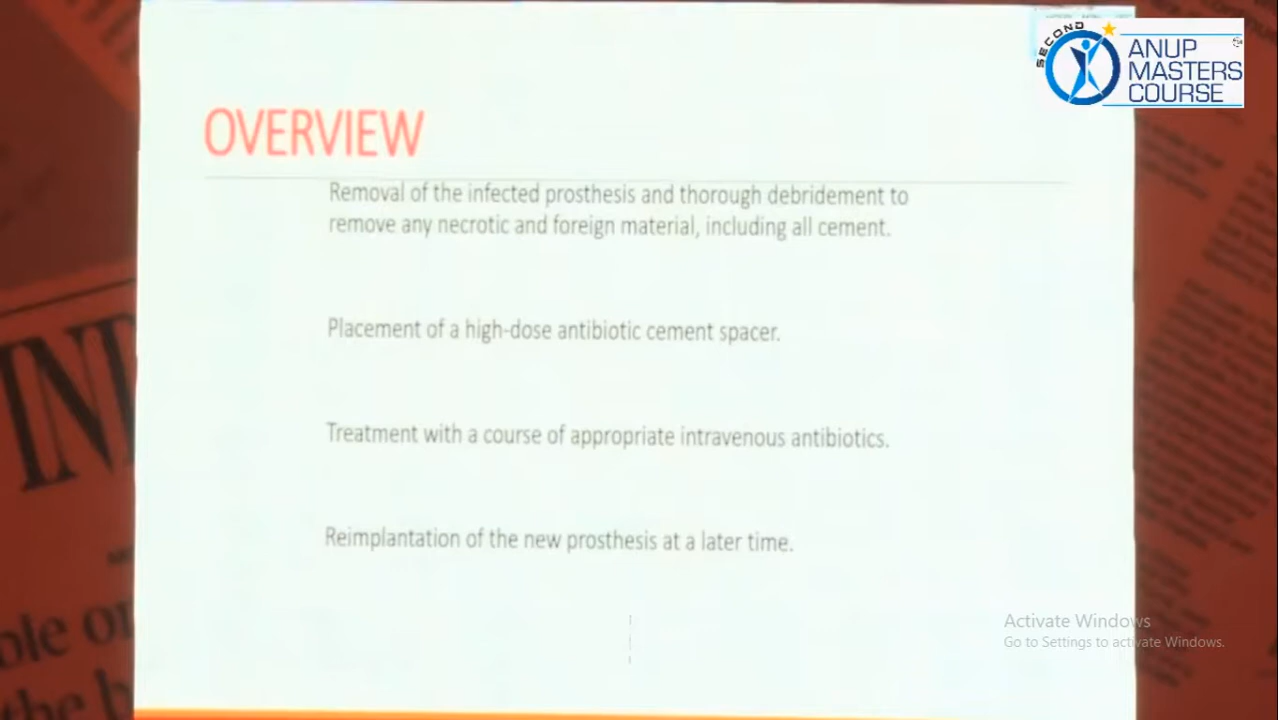 SECOND
ANUP
MASTERS
COURSE
OVERVIEW
Removal of the infected prosthesis and thorough debridement to
remove any necrotic and foreign material, including all cement.
Placement of a high-dose antibiotic cement spacer.
Treatment with a course of appropriate intravenous antibiotics.
Reimplantation of the new prosthesis at a later time.
Activate Windows
Go to Settings to activate Windows.
the b